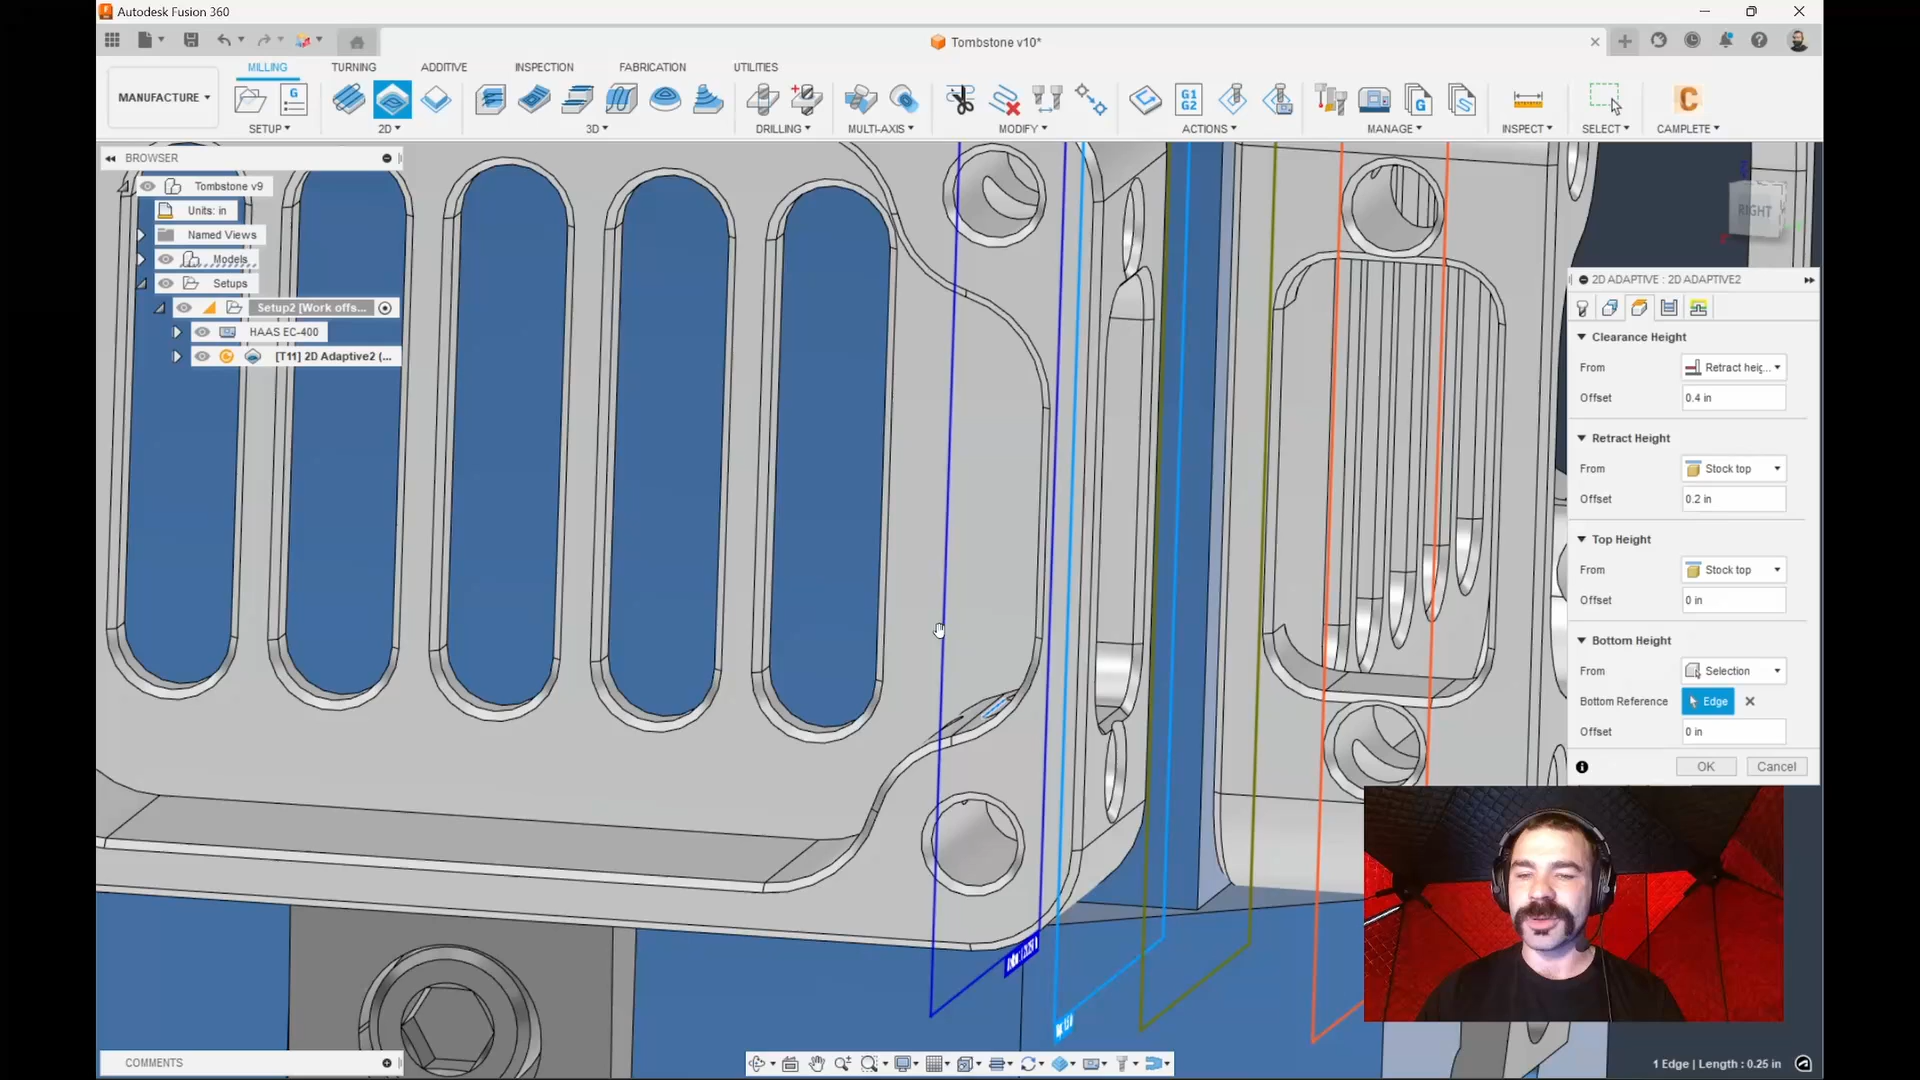 Autodesk Fusion 360
Tombstone v10*
MILLING
TURNING
ADDITIVE
INSPECTION
FABRICATION
UTILITIES
MANUFACTURE
G
G1
G2
G
C
SETUP
2D
3D
DRILLING
MULTI-AXIS
MODIFY
ACTIONS
MANAGE
INSPECT
SELECT
CAMPLETE
BROWSER
Tombstone v9
Units: in
Named Views
Models
Setups
Setup2 [Work offs...
HAAS EC-400
[T11] 2D Adaptive2 (...
RIGHT
2D ADAPTIVE : 2D ADAPTIVE2
Clearance Height
From
Retract heig...
Offset
0.4 in
Retract Height
From
Stock top
Offset
0.2 in
Top Height
From
Stock top
Offset
0 in
Bottom Height
From
Selection
Bottom Reference
Edge
Offset
0 in
OK
Cancel
COMMENTS
1 Edge | Length : 0.25 in